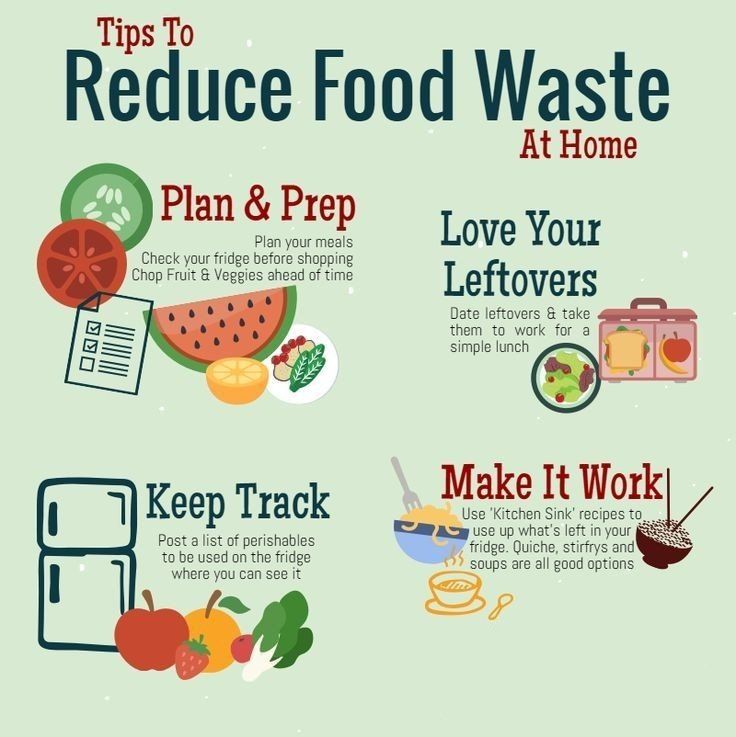 Tips To
Reduce Food Waste
At Home
Plan & Prep
Plan your meals
Check your fridge before shopping
Chop Fruit & Veggies ahead of time
Love Your
Leftovers
Date leftovers & take
them to work for a
simple lunch
Keep Track
Post a list of perishables
to be used on the fridge
where you can see it
Make It Work
Use 'Kitchen Sink' recipes to
use up what's left in your
fridge. Quiche, stirfrys and
soups are all good options